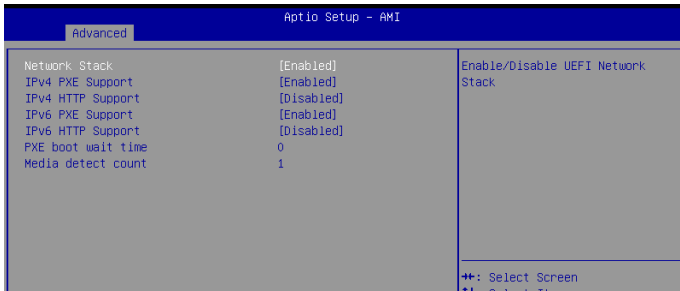 Aptio Setup – AMI
Advanced
Network Stack [Enabled]
IPv4 PXE Support [Enabled]
IPv4 HTTP Support [Disabled]
IPv6 PXE Support [Enabled]
IPv6 HTTP Support [Disabled]
PXE boot wait time 0
Media detect count 1
Enable/Disable UEFI Network
Stack
→←: Select Screen